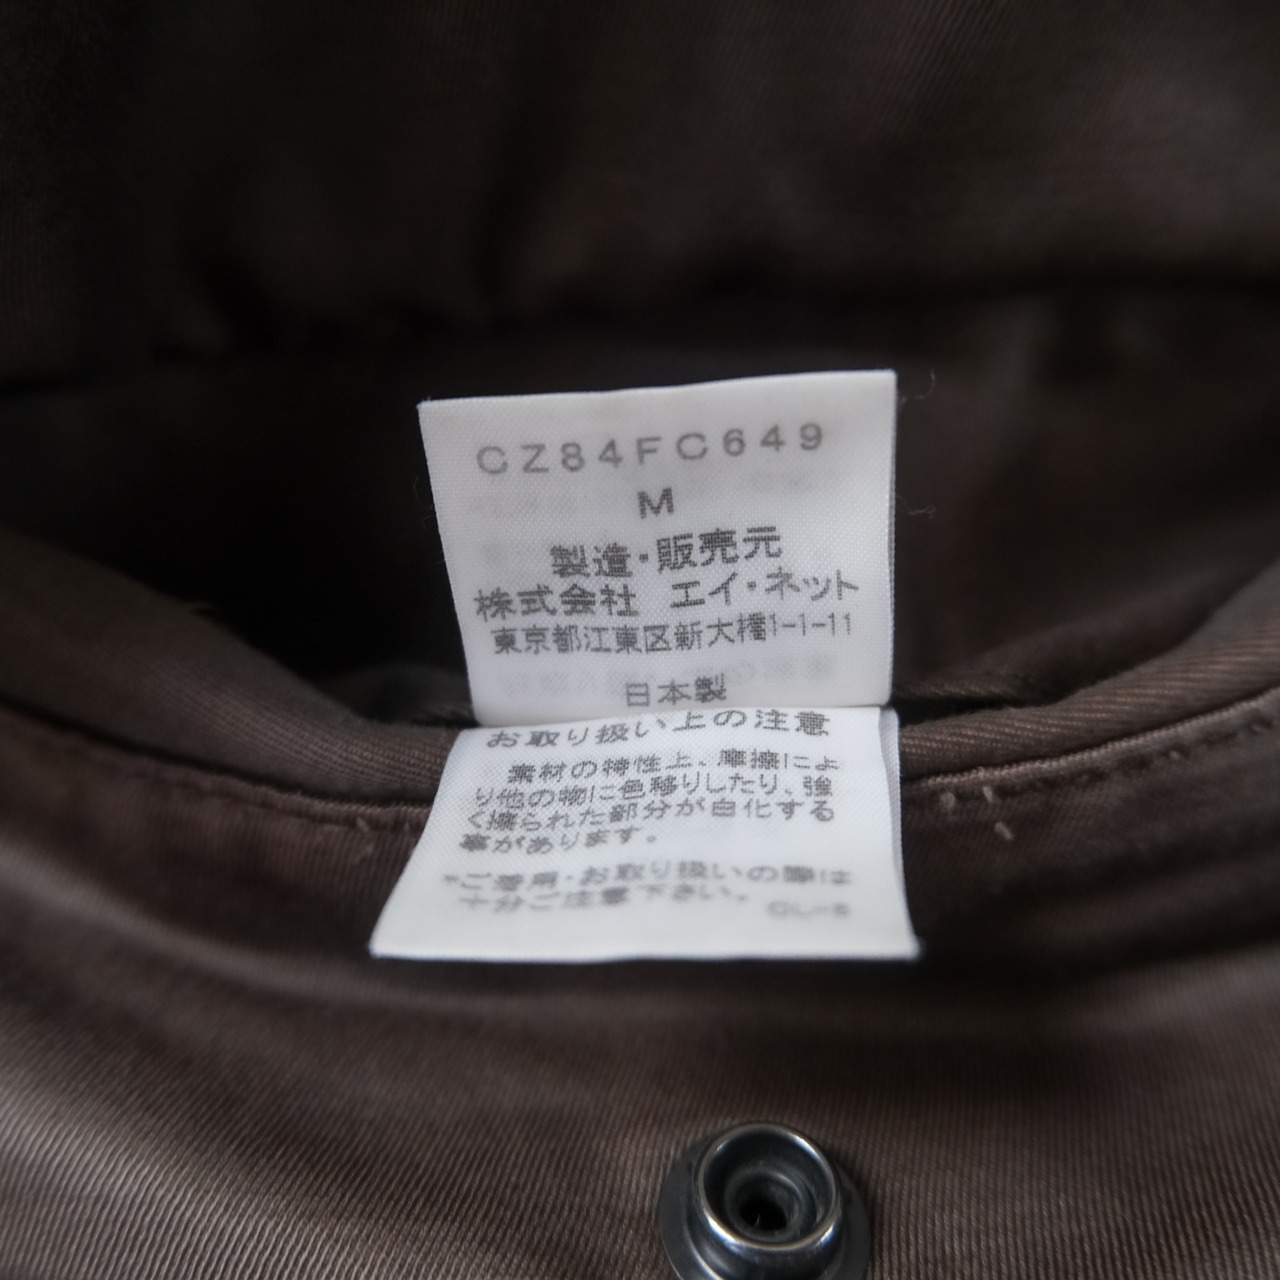 CZ84FC649
M
製造・販売元
株式会社 エイ・ネット
東京都江東区新大橋1-1-11
日本製
お取り扱い上の注意
素材の特性上、摩擦によ
り他の物に色移りしたり、強
く擦られた部分が白化する
事があります。
*ご着用・お取り扱いの際は
十分ご注意下さい。